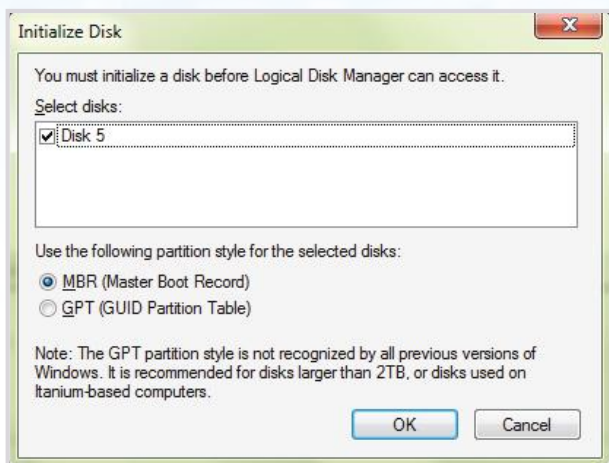 Initialize Disk
You must initialize a disk before Logical Disk Manager can access it.
Select disks:
Disk 5
Use the following partition style for the selected disks:
MBR (Master Boot Record)
GPT (GUID Partition Table)
Note: The GPT partition style is not recognized by all previous versions of
Windows. It is recommended for disks larger than 2TB, or disks used on
Itanium-based computers.
OK Cancel